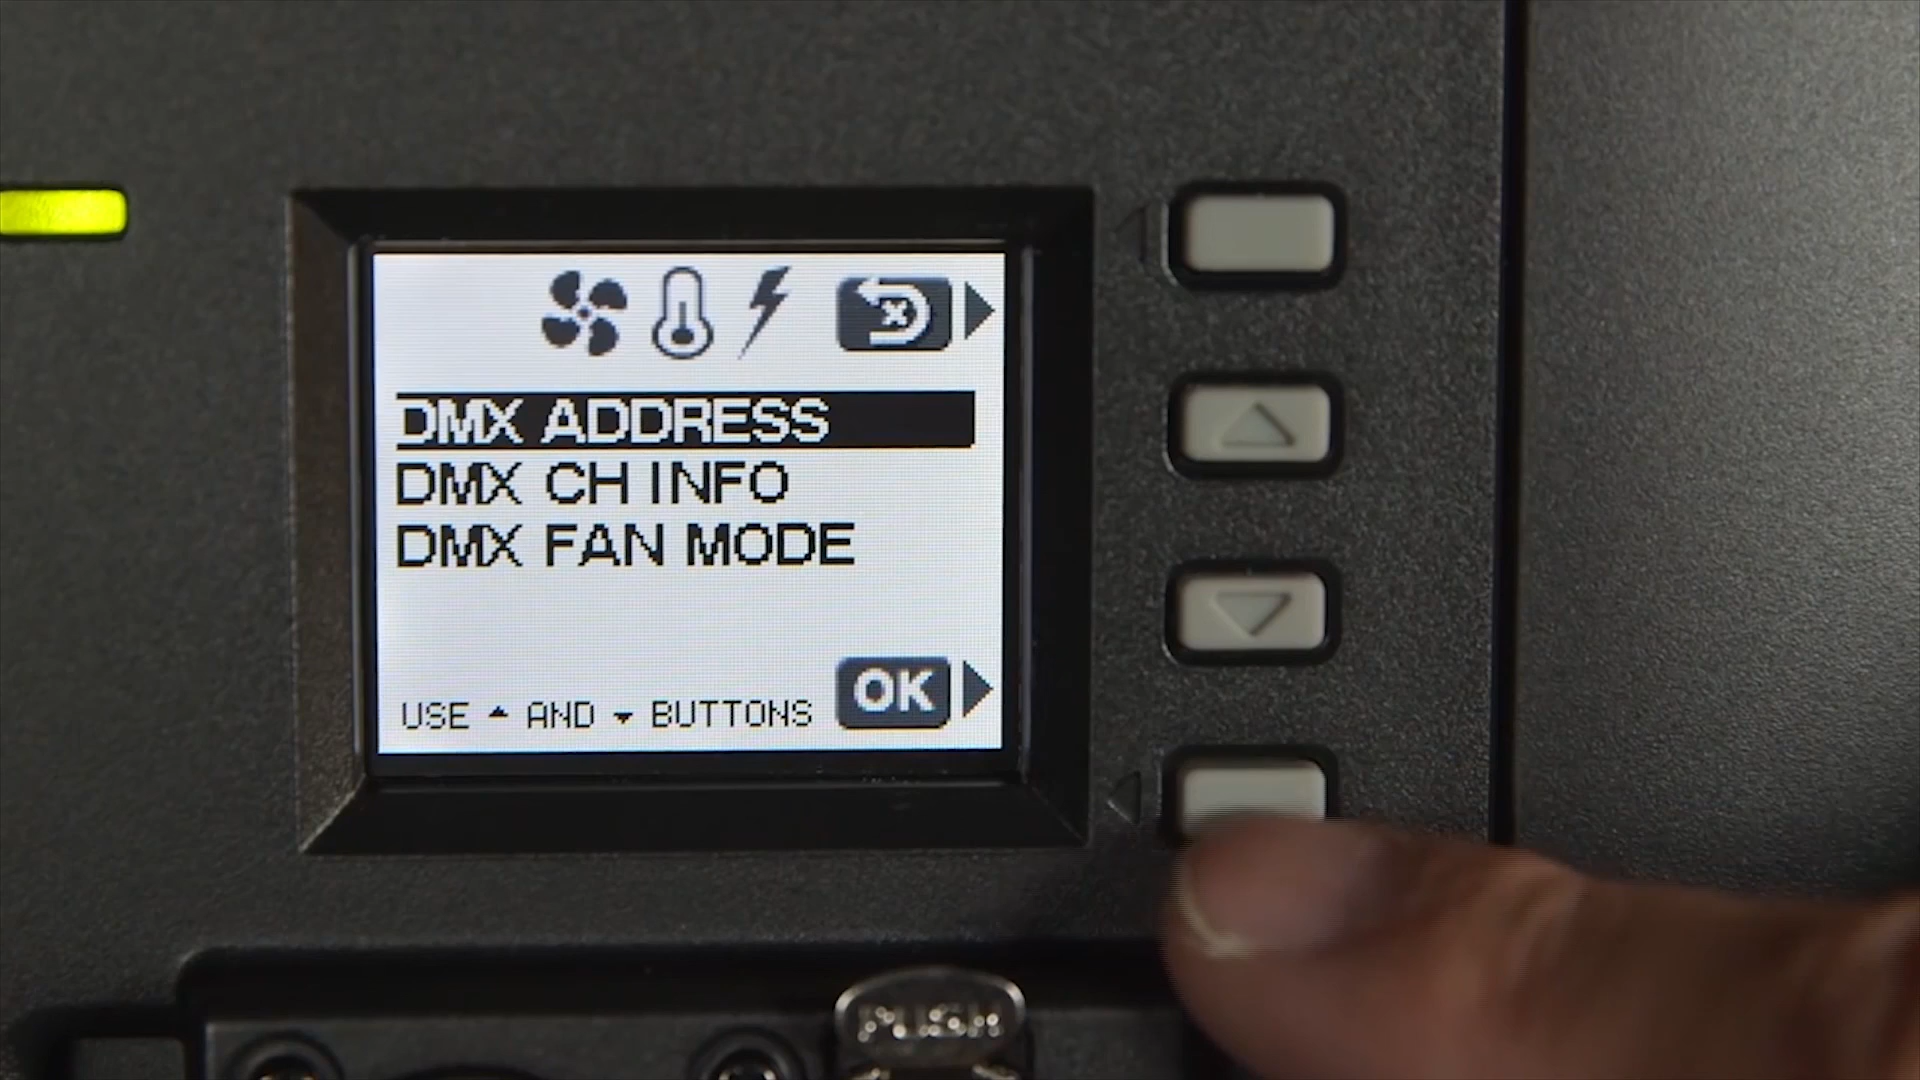 DMX ADDRESS
DMX CH INFO
DMX FAN MODE
USE ▲ AND ▼ BUTTONS
OK
PUSH